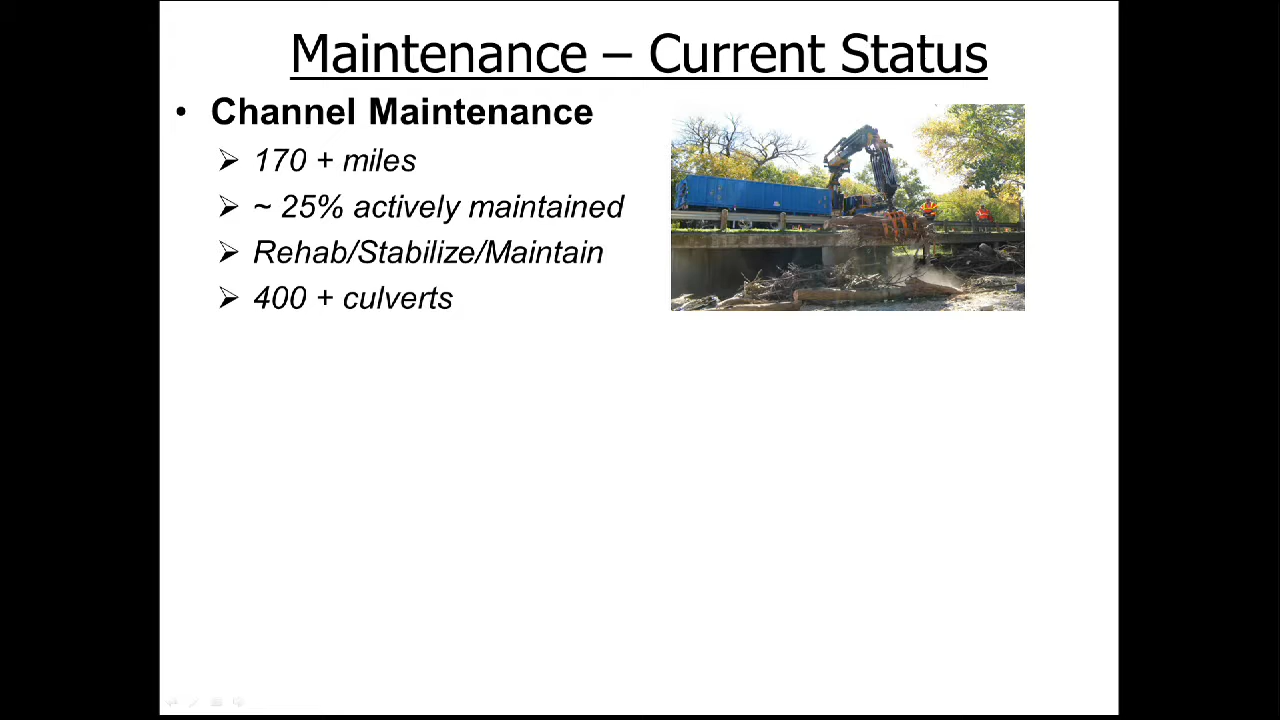 Maintenance – Current Status
• Channel Maintenance
➢ 170 + miles
➢ ~ 25% actively maintained
➢ Rehab/Stabilize/Maintain
➢ 400 + culverts